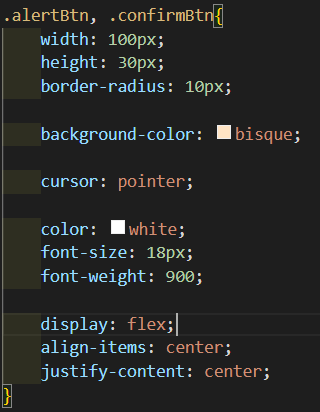 .alertBtn, .confirmBtn{
width: 100px;
height: 30px;
border-radius: 10px;
background-color: bisque;
cursor: pointer;
color: white;
font-size: 18px;
font-weight: 900;
display: flex;
align-items: center;
justify-content: center;
}